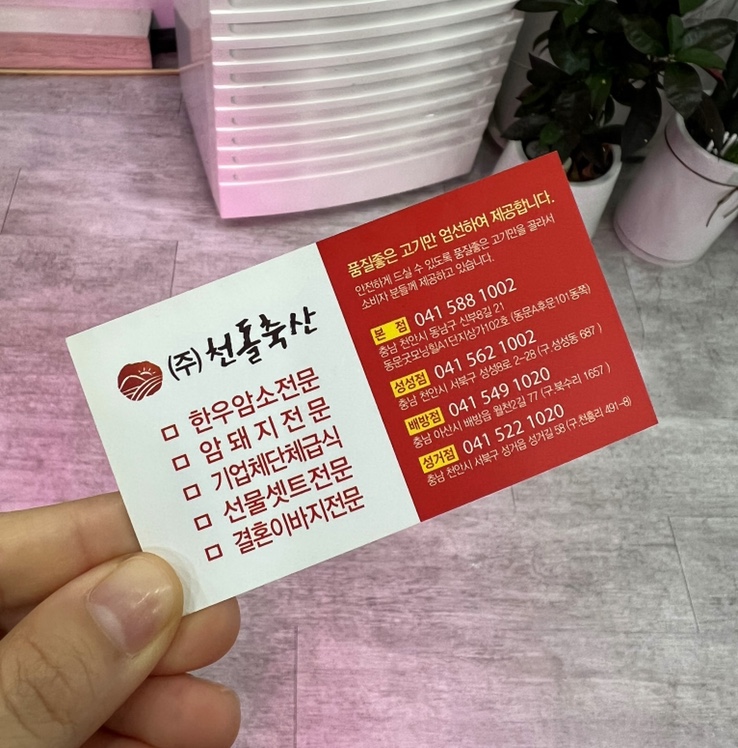 (주) 천돌축산
□ 한우암소전문
□ 암돼지전문
□ 기업체단체급식
□ 선물셋트전문
□ 결혼이바지전문
품질좋은 고기만 엄선하여 제공합니다.
안전하게 드실 수 있도록 품질좋은 고기만을 골라서
소비자 분들께 제공하고 있습니다.
본 점 041 588 1002
충남 천안시 동남구 신부8길 21
동문굿모닝힐A1단지상가102호 (동문A후문101동쪽)
성성점 041 562 1002
충남 천안시 서북구 성성8로 2-28 (구.성성동 687)
배방점 041 549 1020
충남 아산시 배방읍 월천2길 77 (구.북수리 1657)
성거점 041 522 1020
충남 천안시 서북구 성거읍 성거길 58 (구.천흥리 491-8)